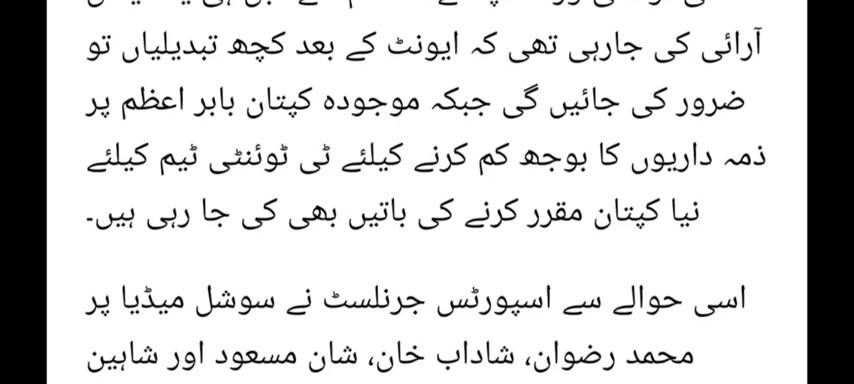 آرائی کی جارہی تھی کہ ایونٹ کے بعد کچھ تبدیلیاں تو
ضرور کی جائیں گی جبکہ موجودہ کپتان بابر اعظم پر
ذمہ داریوں کا بوجھ کم کرنے کیلئے ٹی ٹوئنٹی ٹیم کیلئے
نیا کپتان مقرر کرنے کی باتیں بھی کی جا رہی ہیں۔
اسی حوالے سے اسپورٹس جرنلسٹ نے سوشل میڈیا پر
محمد رضوان، شاداب خان، شان مسعود اور شاہین